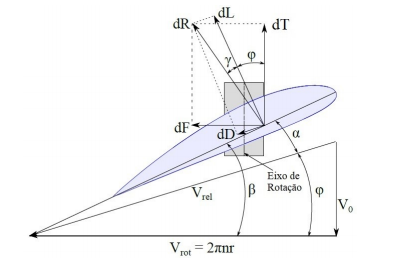 dR
dL
dT
γ
φ
dF
dD
α
Eixo de
Rotação
β
φ
V_rel
V_0
V_rot = 2πnr